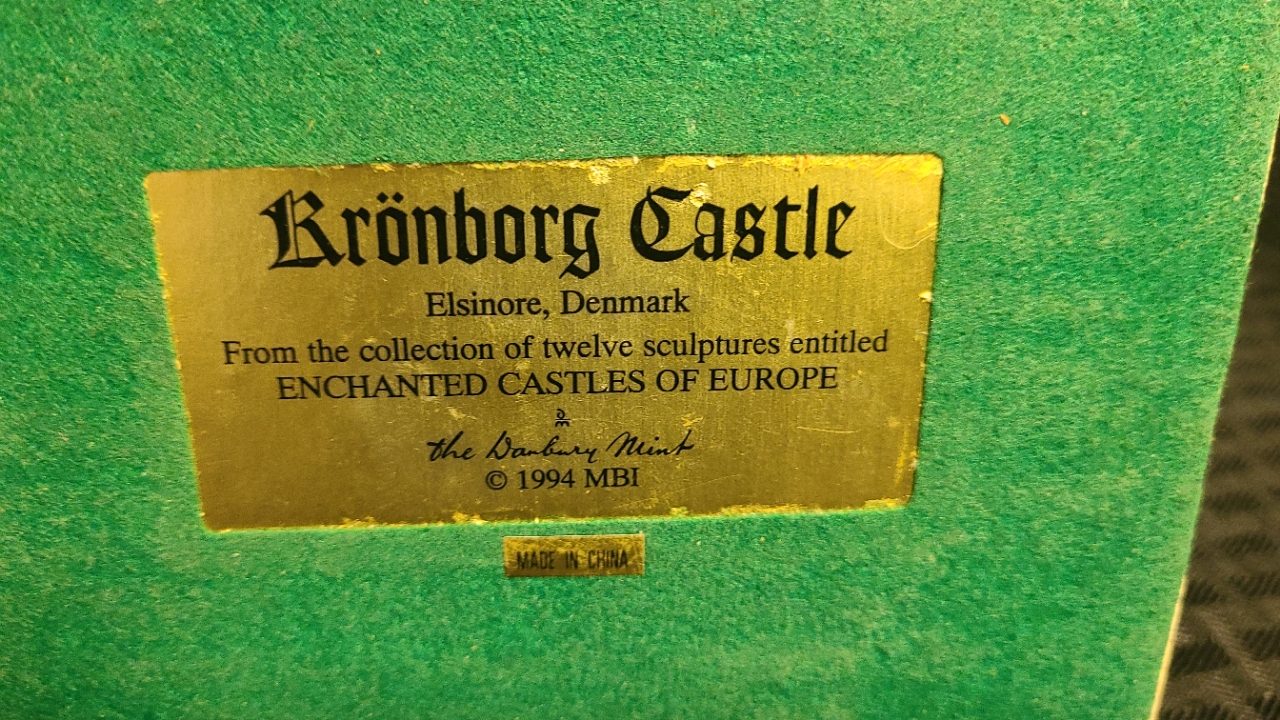 Krönborg Castle
Elsinore, Denmark
From the collection of twelve sculptures entitled
ENCHANTED CASTLES OF EUROPE
the Danbury Mint
© 1994 MBI
MADE IN CHINA